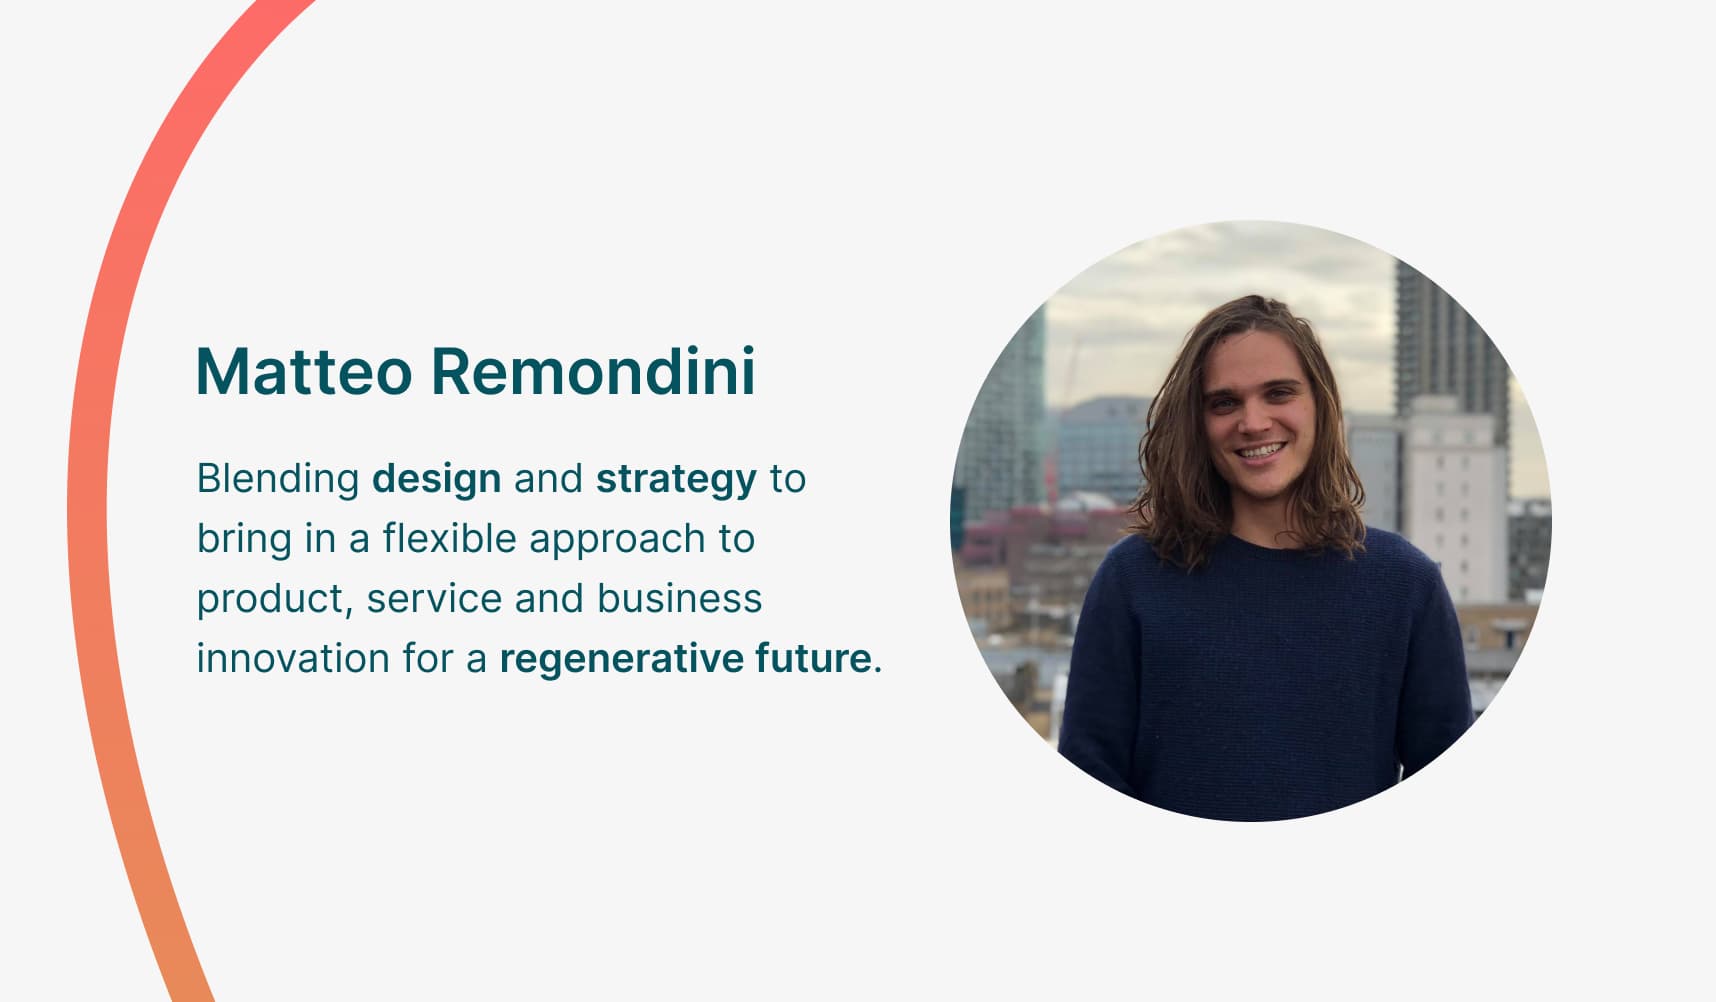 Matteo Remondini
Blending design and strategy to
bring in a flexible approach to
product, service and business
innovation for a regenerative future.